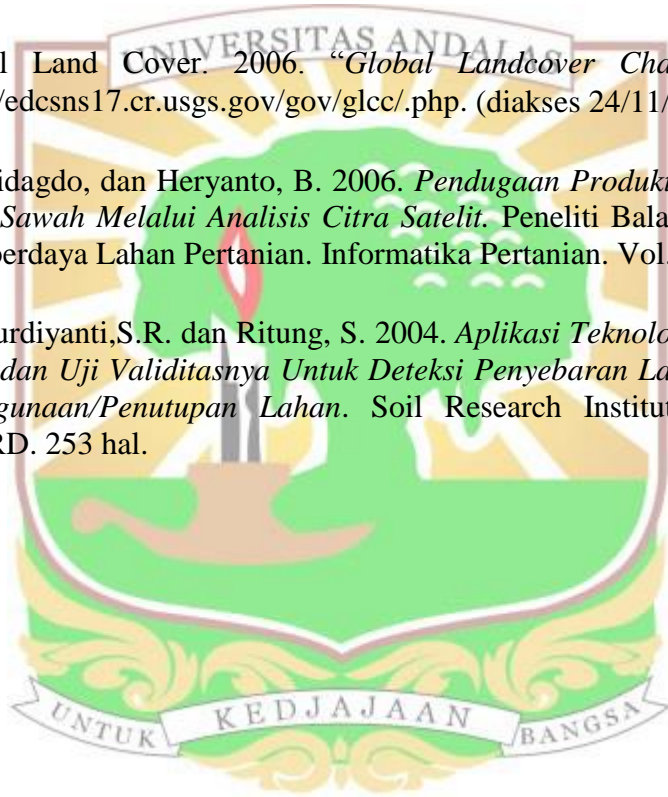 UNIVERSITAS ANDALAS
l Land Cover. 2006. “Global Landcover Cha
/edcsns17.cr.usgs.gov/gov/glcc/.php. (diakses 24/11/
idagdo, dan Heryanto, B. 2006. Pendugaan Produkt
Sawah Melalui Analisis Citra Satelit. Peneliti Bala
berdaya Lahan Pertanian. Informatika Pertanian. Vol.
urdiyanti,S.R. dan Ritung, S. 2004. Aplikasi Teknolo
dan Uji Validitasnya Untuk Deteksi Penyebaran La
gunaan/Penutupan Lahan. Soil Research Institut
RD. 253 hal.
UNTUK KEDJAJAAN BANGSA